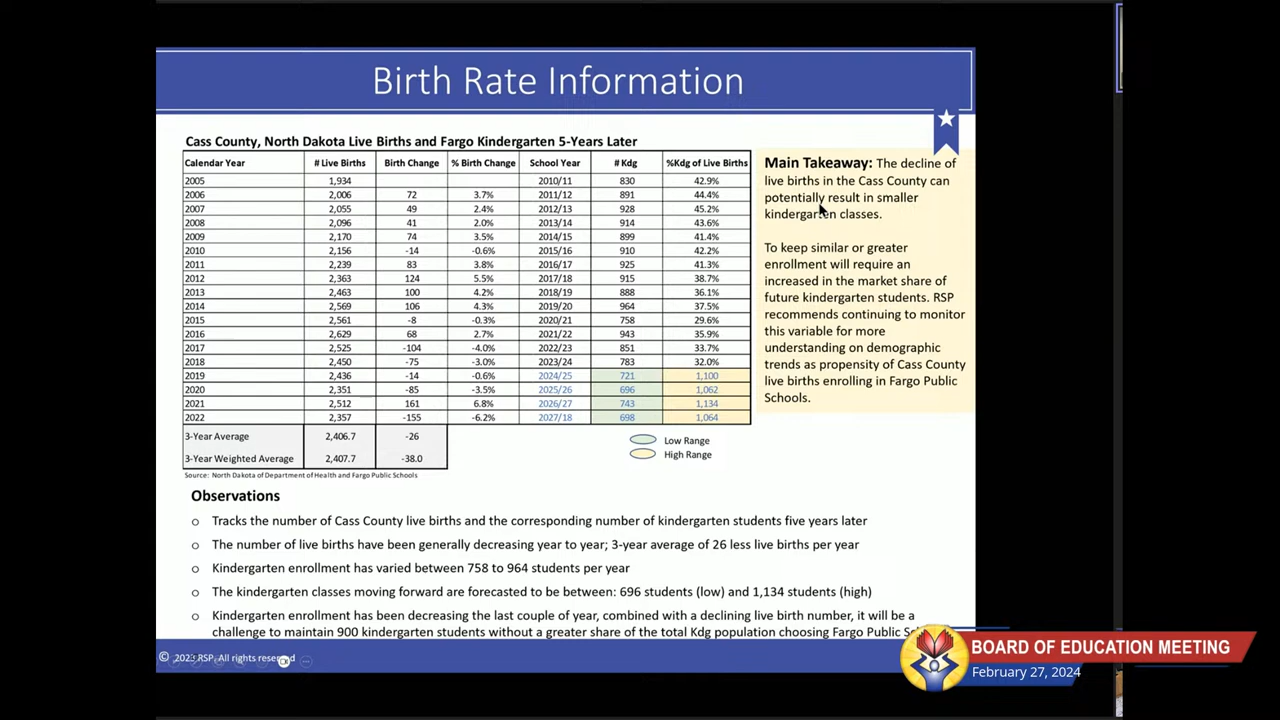 Birth Rate Information
Cass County, North Dakota Live Births and Fargo Kindergarten 5-Years Later
Calendar Year # Live Births Birth Change % Birth Change School Year # Kdg %Kdg of Live Births
2005 1,934 2010/11 830 42.9%
2006 2,006 72 3.7% 2011/12 891 44.4%
2007 2,055 49 2.4% 2012/13 928 45.2%
2008 2,096 41 2.0% 2013/14 914 43.6%
2009 2,170 74 3.5% 2014/15 899 41.4%
2010 2,156 -14 -0.6% 2015/16 910 42.2%
2011 2,239 83 3.8% 2016/17 925 41.3%
2012 2,363 124 5.5% 2017/18 915 38.7%
2013 2,463 100 4.2% 2018/19 888 36.1%
2014 2,569 106 4.3% 2019/20 964 37.5%
2015 2,561 -8 -0.3% 2020/21 758 29.6%
2016 2,629 68 2.7% 2021/22 943 35.9%
2017 2,525 -104 -4.0% 2022/23 851 33.7%
2018 2,450 -75 -3.0% 2023/24 783 32.0%
2019 2,436 -14 -0.6% 2024/25 721 1,100
2020 2,351 -85 -3.5% 2025/26 696 1,062
2021 2,512 161 6.8% 2026/27 743 1,134
2022 2,357 -155 -6.2% 2027/18 698 1,064
3-Year Average 2,406.7 -26
3-Year Weighted Average 2,407.7 -38.0
Low Range
High Range
Source: North Dakota of Department of Health and Fargo Public Schools
Main Takeaway: The decline of
live births in the Cass County can
potentially result in smaller
kindergarten classes.
To keep similar or greater
enrollment will require an
increased in the market share of
future kindergarten students. RSP
recommends continuing to monitor
this variable for more
understanding on demographic
trends as propensity of Cass County
live births enrolling in Fargo Public
Schools.
Observations
o Tracks the number of Cass County live births and the corresponding number of kindergarten students five years later
o The number of live births have been generally decreasing year to year; 3-year average of 26 less live births per year
o Kindergarten enrollment has varied between 758 to 964 students per year
o The kindergarten classes moving forward are forecasted to be between: 696 students (low) and 1,134 students (high)
o Kindergarten enrollment has been decreasing the last couple of year, combined with a declining live birth number, it will be a
challenge to maintain 900 kindergarten students without a greater share of the total Kdg population choosing Fargo Public
© 2023 RSP. All rights reserved
BOARD OF EDUCATION MEETING
February 27, 2024